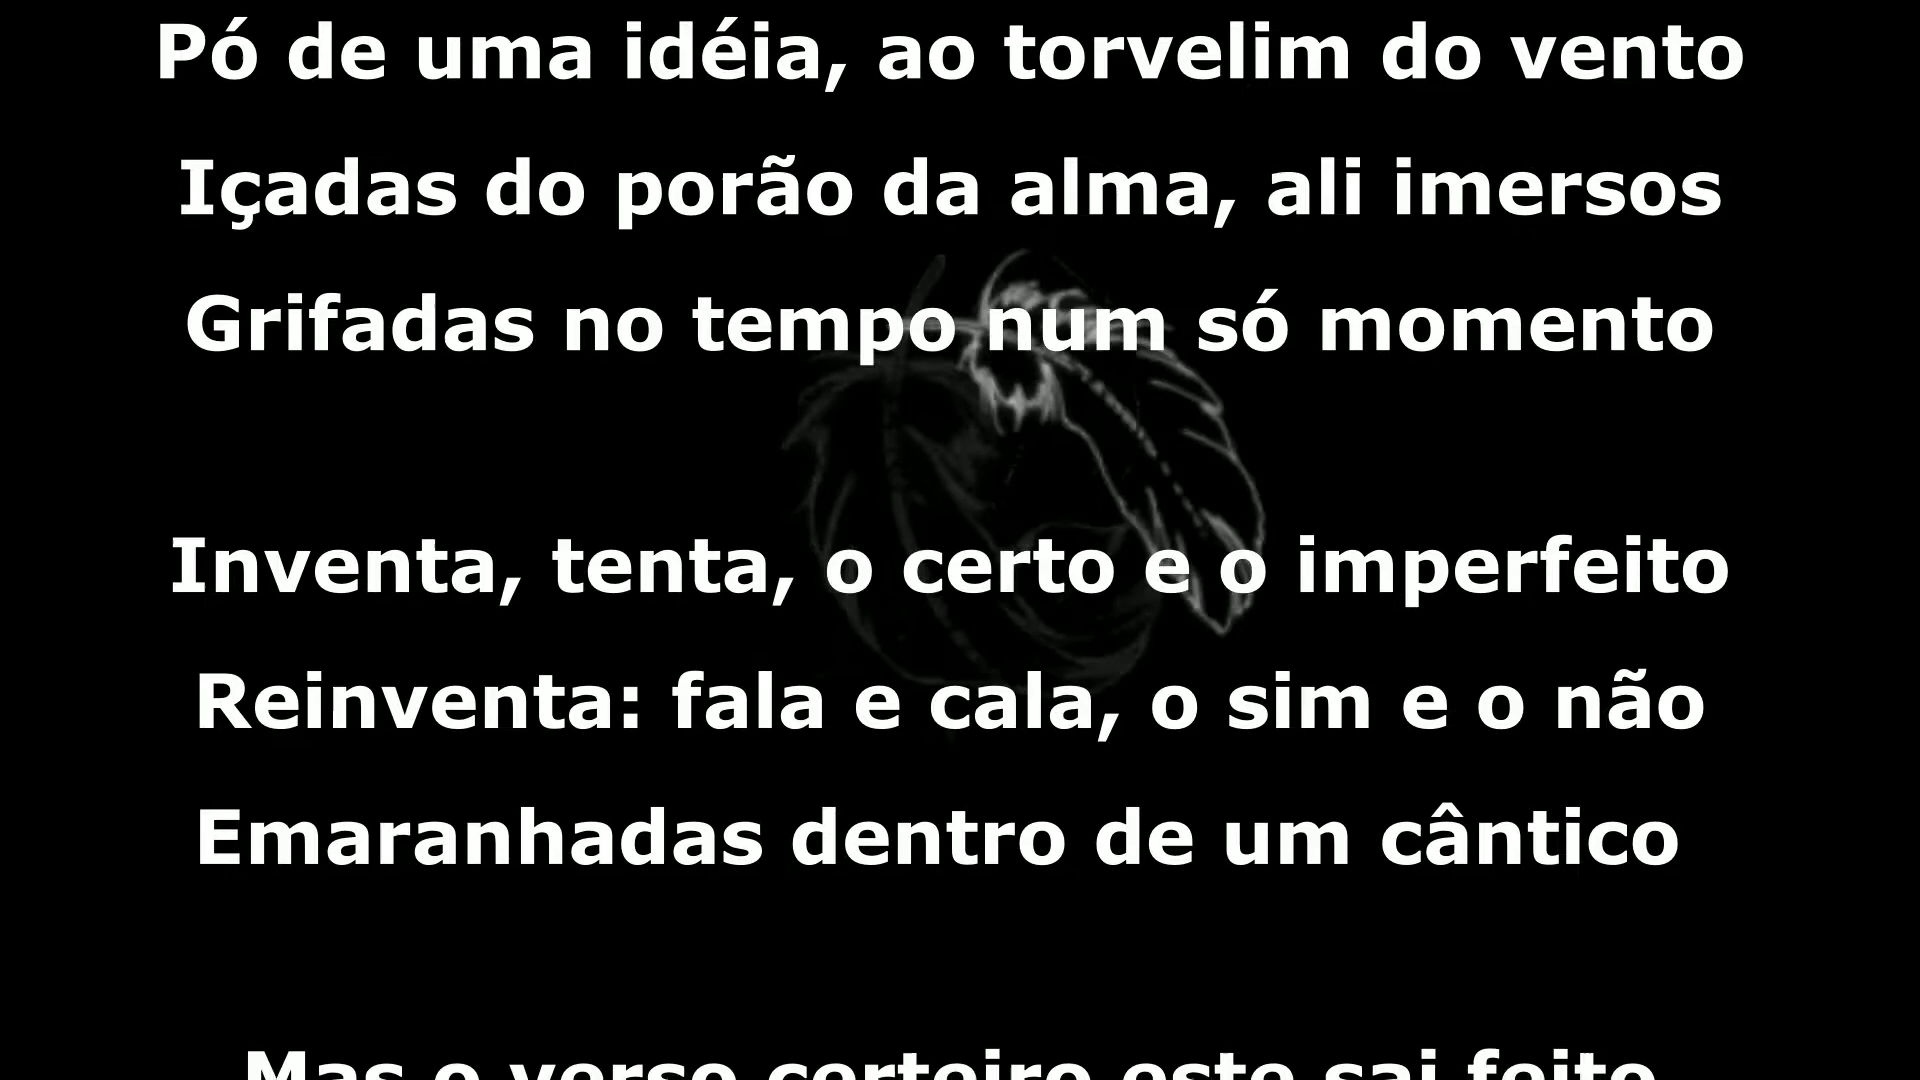 Pó de uma idéia, ao torvelim do vento
Içadas do porão da alma, ali imersos
Grifadas no tempo num só momento
Inventa, tenta, o certo e o imperfeito
Reinventa: fala e cala, o sim e o não
Emaranhadas dentro de um cântico
Mas o verso certeiro este sai feito